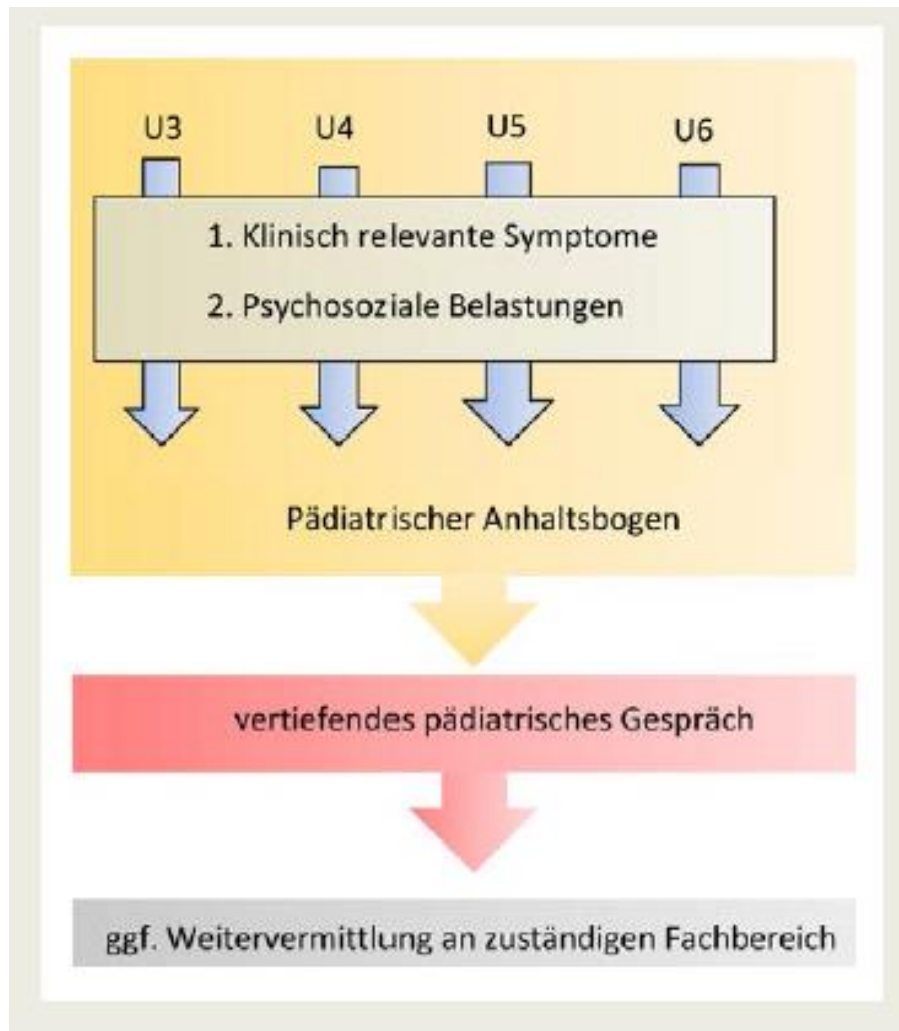 U3 U4 U5 U6
1. Klinisch relevante Symptome
2. Psychosoziale Belastungen
Pädiatrischer Anhaltsbogen
vertiefendes pädiatrisches Gespräch
ggf. Weitervermittlung an zuständigen Fachbereich